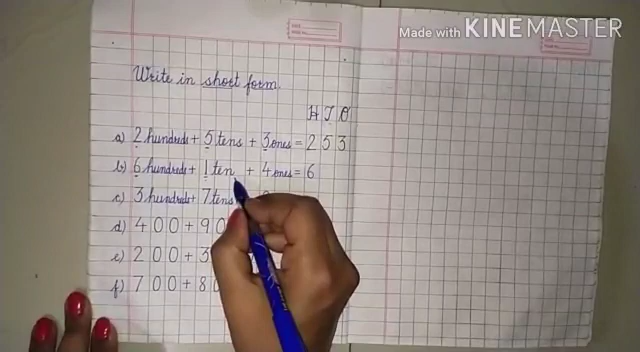 Made with KINEMASTER
Write in short form.
H T O
a) 2 hundreds + 5 tens + 3 ones = 2 5 3
b) 6 hundreds + 1 ten + 4 ones = 6
c) 3 hundreds + 7 tens
d) 4 0 0 + 9 0
e) 2 0 0 + 3
f) 7 0 0 + 8